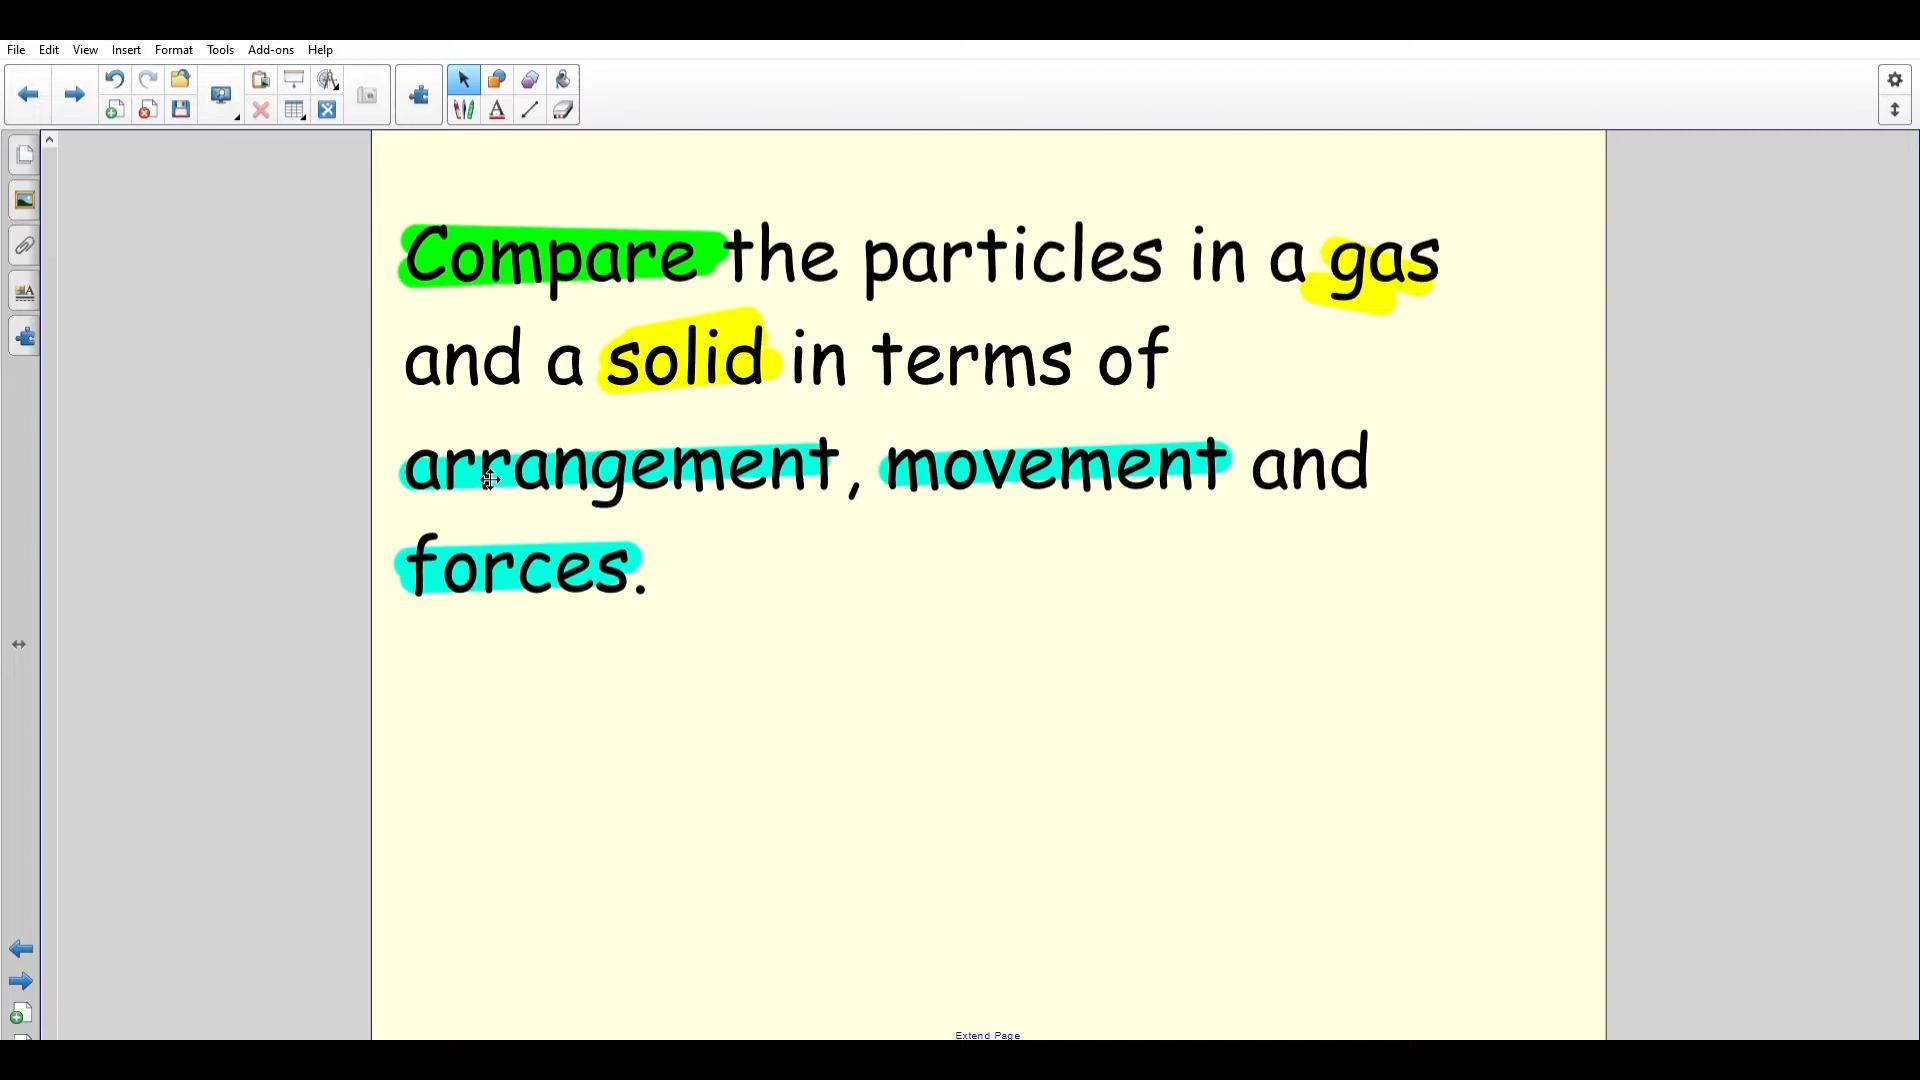 File Edit View Insert Format Tools Add-ons Help
Compare the particles in a gas
and a solid in terms of
arrangement, movement and
forces.
Extend Page